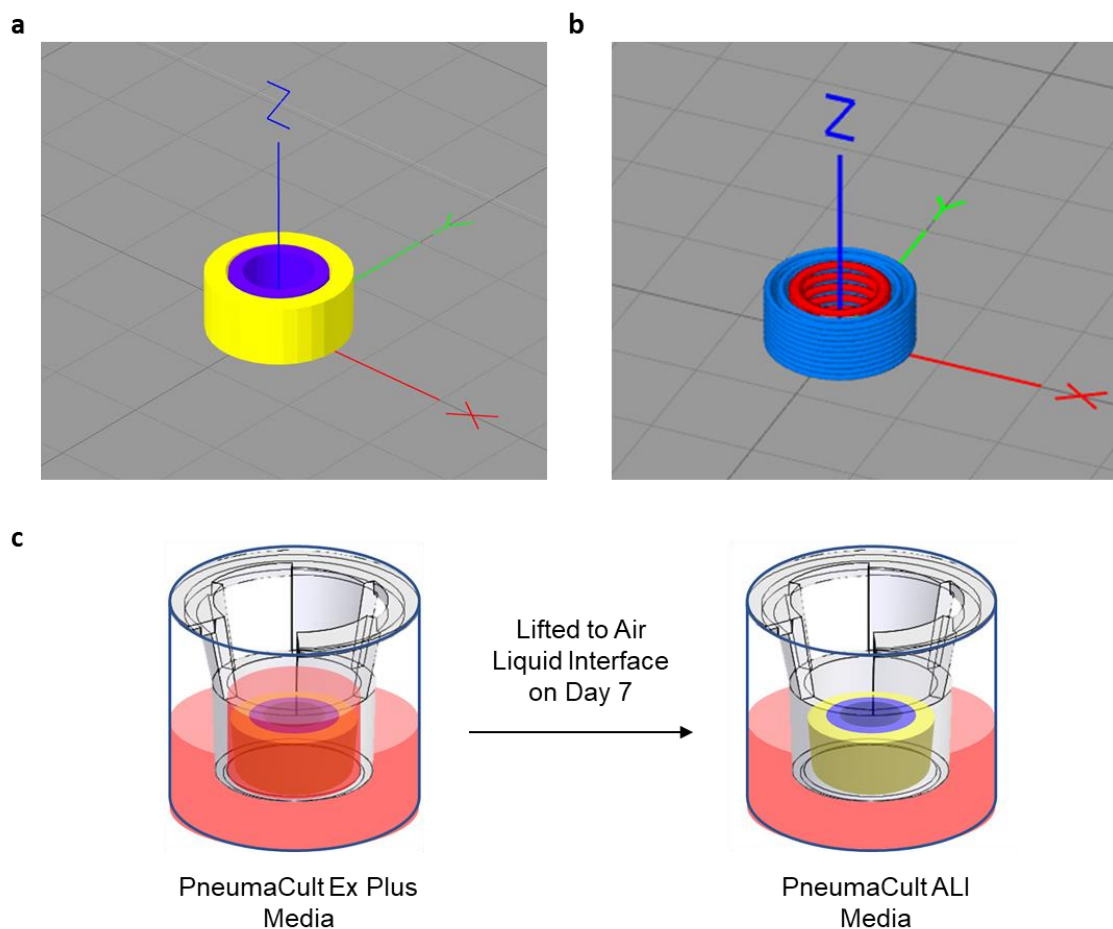 a
b
Z
Y
X
Z
Y
X
c
Lifted to Air
Liquid Interface
on Day 7
PneumaCult Ex Plus
Media
PneumaCult ALI
Media